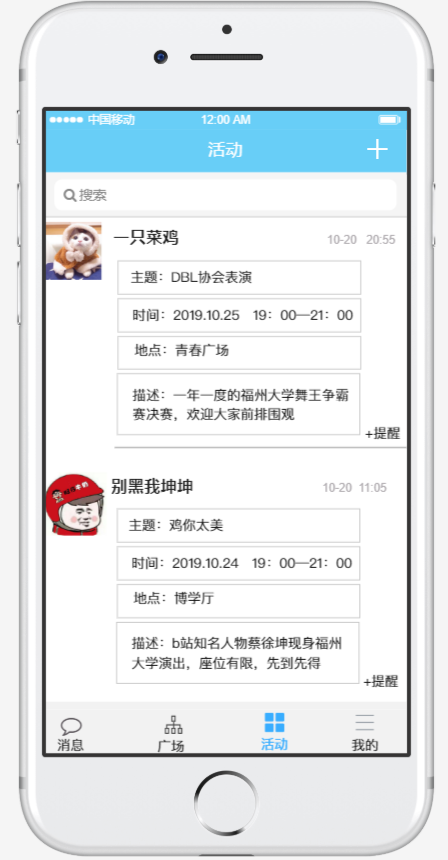 中国移动 12:00 AM
活动
搜索
一只菜鸡 10-20 20:55
主题：DBL协会表演
时间：2019.10.25 19：00—21：00
地点：青春广场
描述：一年一度的福州大学舞王争霸
赛决赛，欢迎大家前排围观
+提醒
别黑我坤坤 10-20 11:05
主题：鸡你太美
时间：2019.10.24 19：00—21：00
地点：博学厅
描述：b站知名人物蔡徐坤现身福州
大学演出，座位有限，先到先得
+提醒
消息 广场 活动 我的